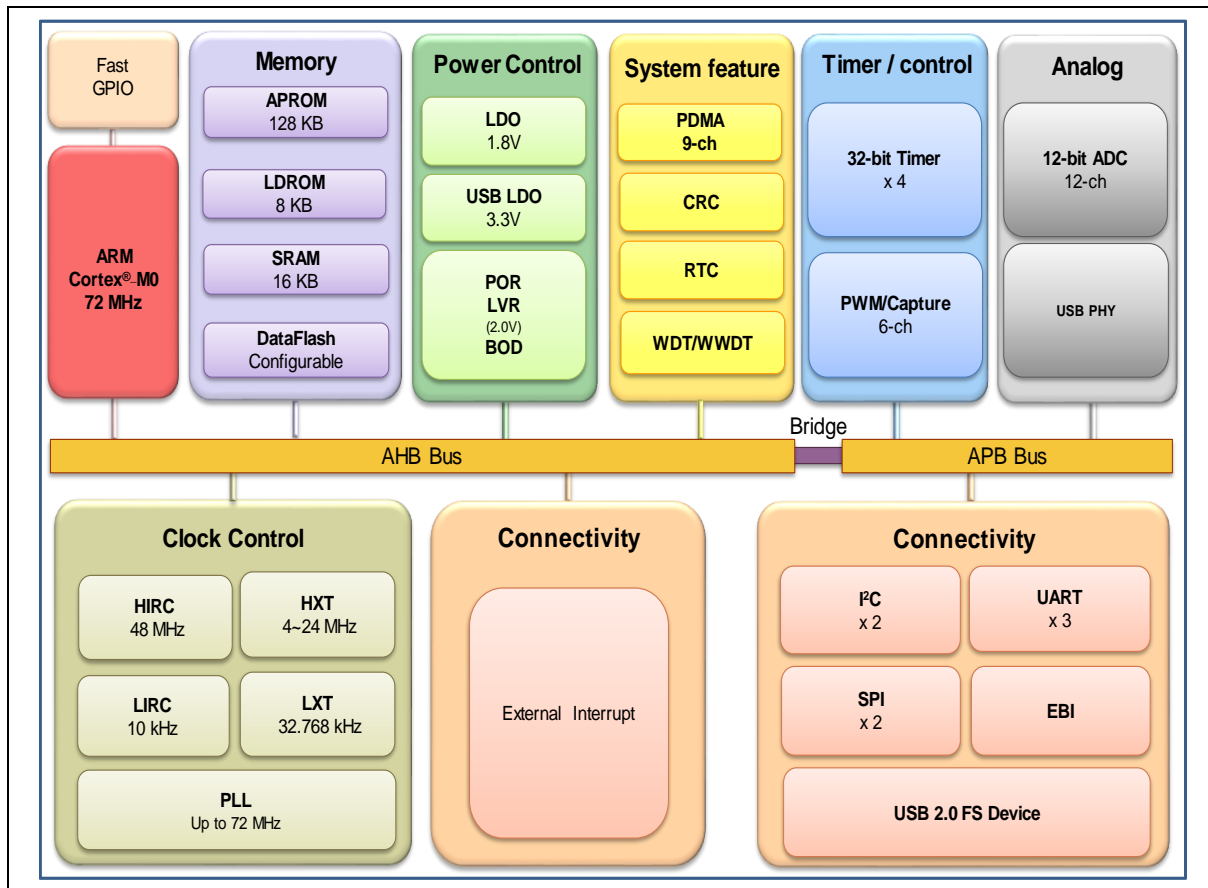 Fast
GPIO
ARM
Cortex®-M0
72 MHz
Memory
APROM
128 KB
LDROM
8 KB
SRAM
16 KB
DataFlash
Configurable
Power Control
LDO
1.8V
USB LDO
3.3V
POR
LVR
(2.0V)
BOD
System feature
PDMA
9-ch
CRC
RTC
WDT/WWDT
Timer / control
32-bit Timer
x 4
PWM/Capture
6-ch
Analog
12-bit ADC
12-ch
USB PHY
AHB Bus
Bridge
APB Bus
Clock Control
HIRC
48 MHz
HXT
4~24 MHz
LIRC
10 kHz
LXT
32.768 kHz
PLL
Up to 72 MHz
Connectivity
External Interrupt
Connectivity
I²C
x 2
UART
x 3
SPI
x 2
EBI
USB 2.0 FS Device